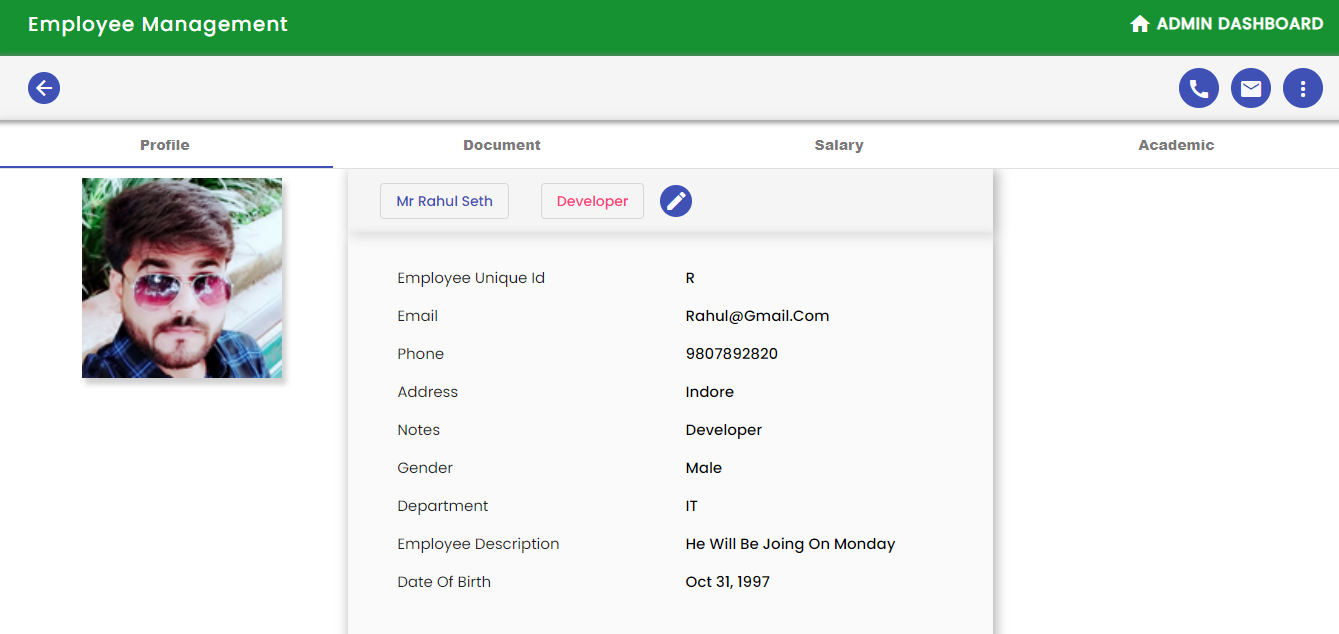 Employee Management
ADMIN DASHBOARD
Profile
Document
Salary
Academic
Mr Rahul Seth
Developer
Employee Unique Id R
Email Rahul@Gmail.Com
Phone 9807892820
Address Indore
Notes Developer
Gender Male
Department IT
Employee Description He Will Be Joing On Monday
Date Of Birth Oct 31, 1997